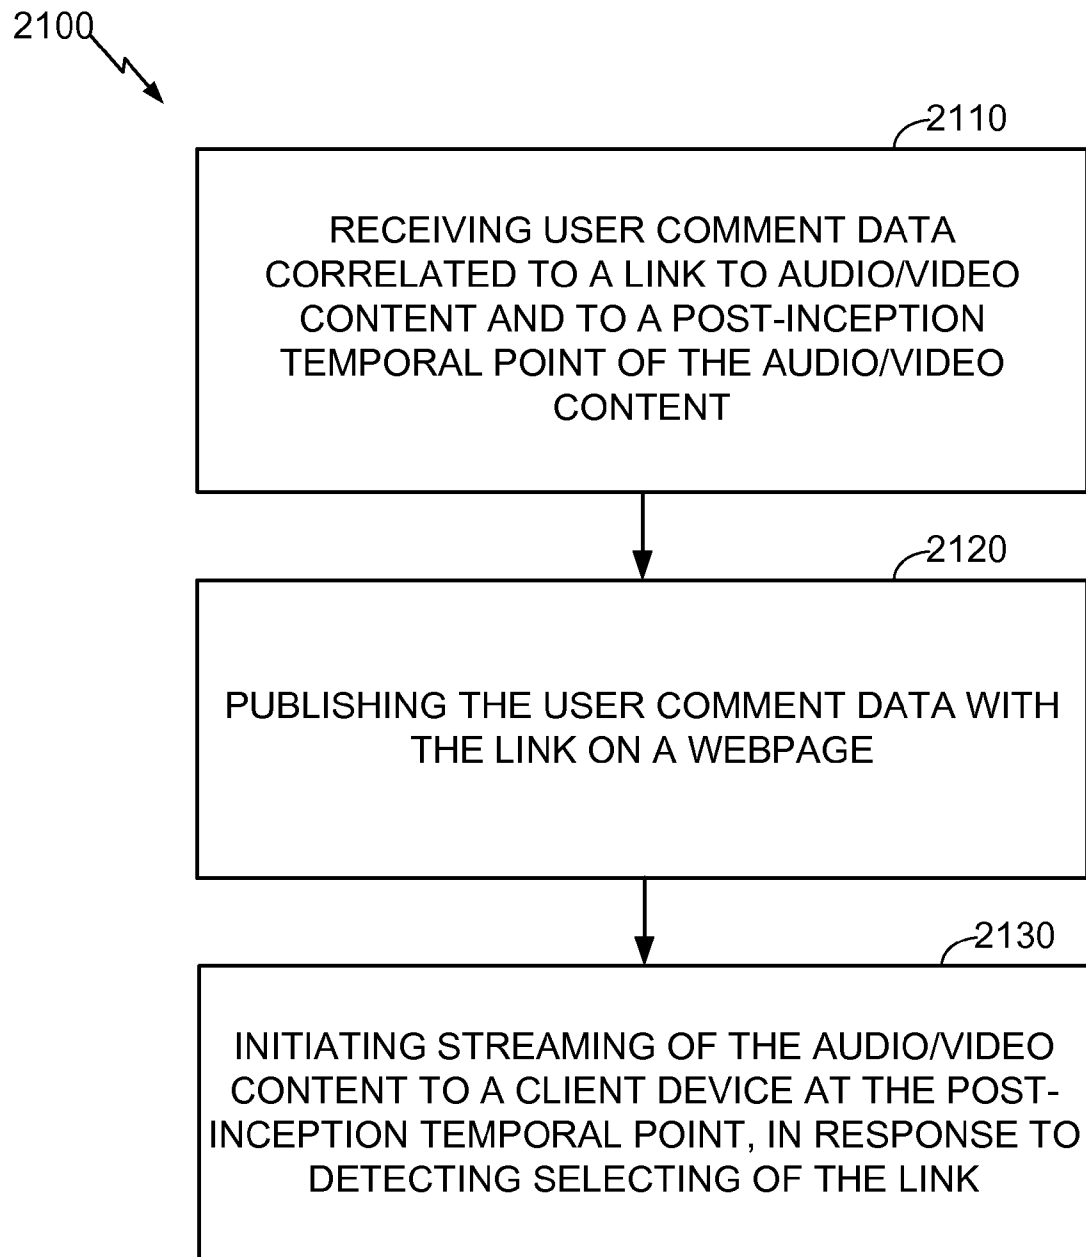 2100
2110
RECEIVING USER COMMENT DATA
CORRELATED TO A LINK TO AUDIO/VIDEO
CONTENT AND TO A POST-INCEPTION
TEMPORAL POINT OF THE AUDIO/VIDEO
CONTENT
2120
PUBLISHING THE USER COMMENT DATA WITH
THE LINK ON A WEBPAGE
2130
INITIATING STREAMING OF THE AUDIO/VIDEO
CONTENT TO A CLIENT DEVICE AT THE POST-
INCEPTION TEMPORAL POINT, IN RESPONSE TO
DETECTING SELECTING OF THE LINK